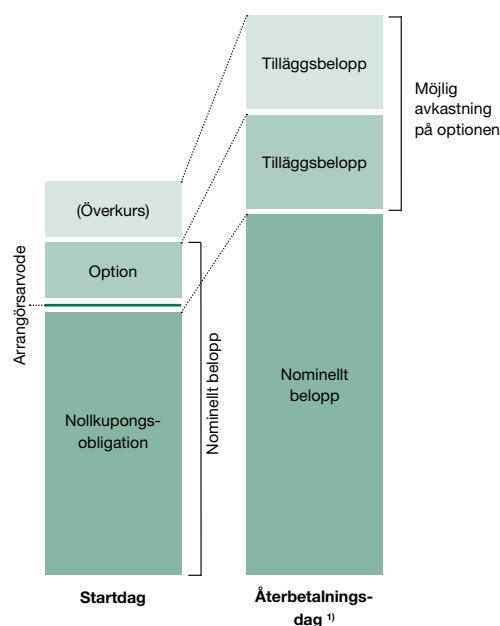 Tilläggsbelopp
Tilläggsbelopp
Möjlig
avkastning
på optionen
(Överkurs)
Option
Arrangörsarvode
Nominellt belopp
Nollkupongs-
obligation
Nominellt
belopp
Startdag
Återbetalnings-
dag ¹⁾